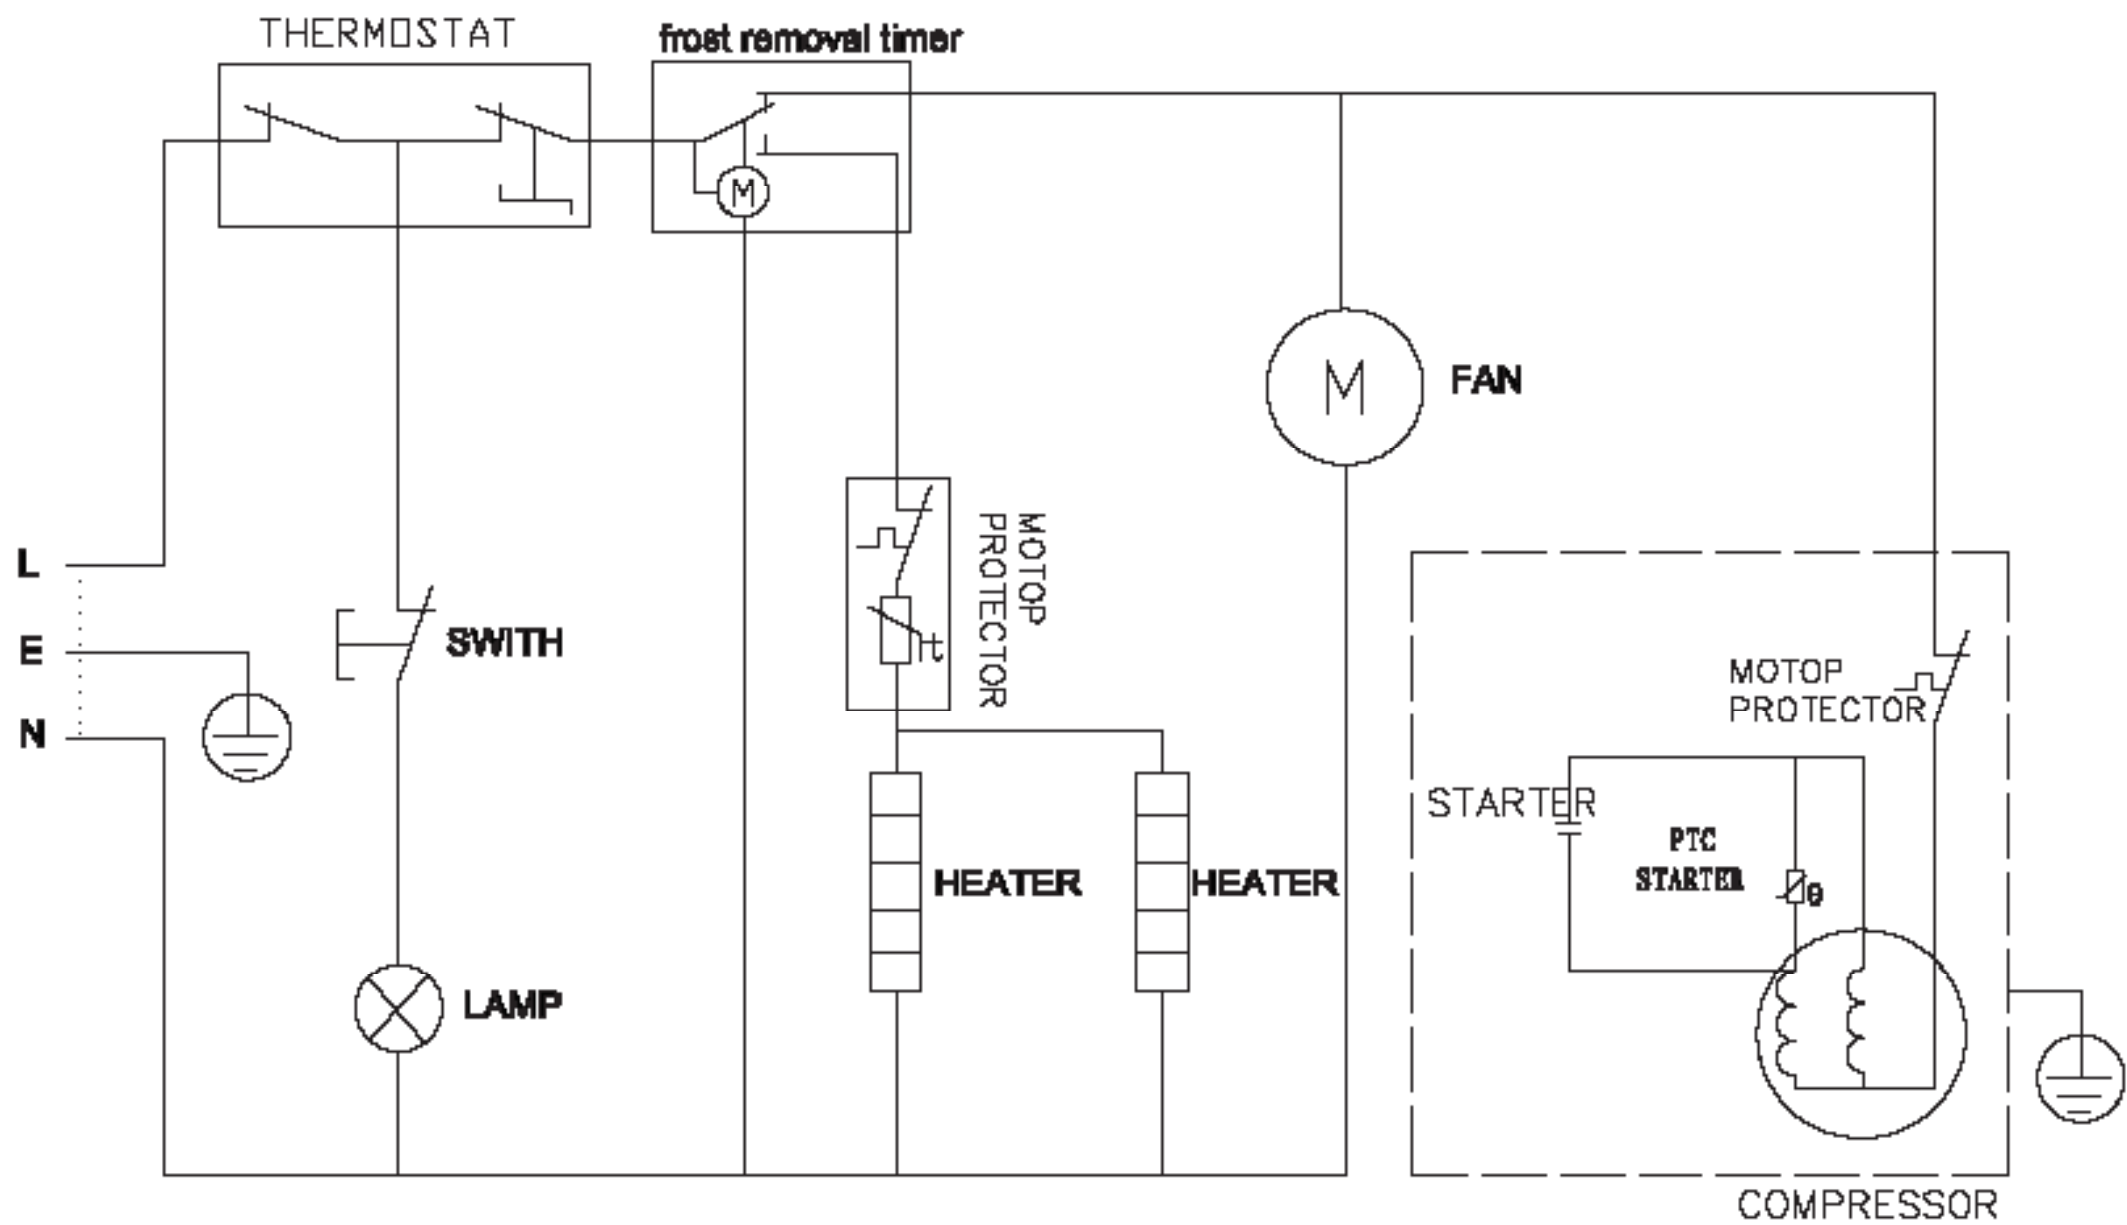 THERMOSTAT
frost removal timer
M
M
FAN
L
E
N
SWITH
MOTOP
PROTECTOR
t
MOTOP
PROTECTOR
STARTER
PTC
STARTER
θ
HEATER
HEATER
LAMP
COMPRESSOR